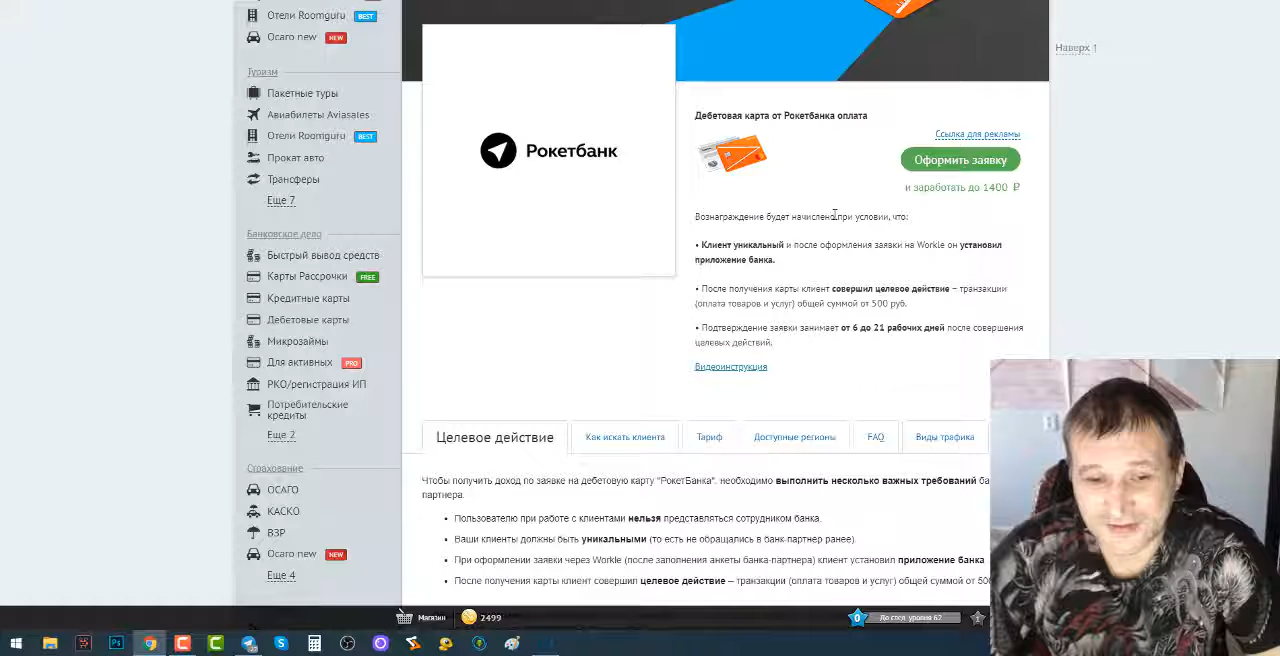 Отели Roomguru BEST
Осаго new NEW
Туризм
Пакетные туры
Авиабилеты Aviasales
Отели Roomguru BEST
Прокат авто
Трансферы
Еще 7
Банковское дело
Быстрый вывод средств
Карты Рассрочки FREE
Кредитные карты
Дебетовые карты
Микрозаймы
Для активных PRO
РКО/регистрация ИП
Потребительские
кредиты
Еще 2
Страхование
ОСАГО
КАСКО
ВЗР
Осаго new NEW
Еще 4
Рокетбанк
Наверх ↑
Дебетовая карта от Рокетбанка оплата
Ссылка для рекламы
Оформить заявку
и заработать до 1400 ₽
Вознаграждение будет начислено при условии, что:
• Клиент уникальный и после оформления заявки на Workle он установил
приложение банка.
• После получения карты клиент совершил целевое действие – транзакции
(оплата товаров и услуг) общей суммой от 500 руб.
• Подтверждение заявки занимает от 6 до 21 рабочих дней после совершения
целевых действий.
Видеоинструкция
Целевое действие
Как искать клиента
Тариф
Доступные регионы
FAQ
Виды трафика
Чтобы получить доход по заявке на дебетовую карту "РокетБанка", необходимо выполнить несколько важных требований
партнера.
• Пользователю при работе с клиентами нельзя представляться сотрудником банка.
• Ваши клиенты должны быть уникальными (то есть не обращались в банк-партнер ранее).
• При оформлении заявки через Workle (после заполнения анкеты банка-партнера) клиент установил приложение банка
• После получения карты клиент совершил целевое действие – транзакции (оплата товаров и услуг) общей суммой от
Магазин 2499
0 До след. уровня 62 1